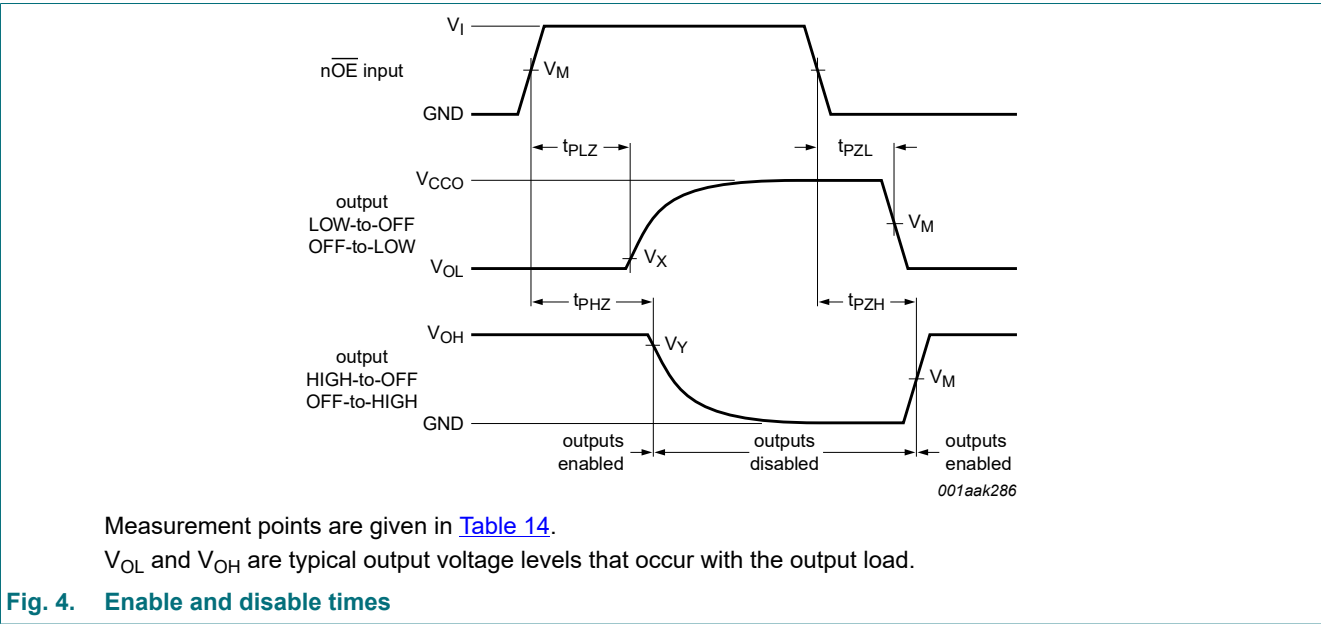 V_I
nOE input
V_M
GND
t_PLZ
t_PZL
V_CCO
output
LOW-to-OFF
OFF-to-LOW
V_M
V_X
V_OL
t_PHZ
t_PZH
V_OH
V_Y
output
HIGH-to-OFF
OFF-to-HIGH
V_M
GND
outputs
enabled
outputs
disabled
outputs
enabled
001aak286
Measurement points are given in Table 14.
V_OL and V_OH are typical output voltage levels that occur with the output load.
Fig. 4. Enable and disable times